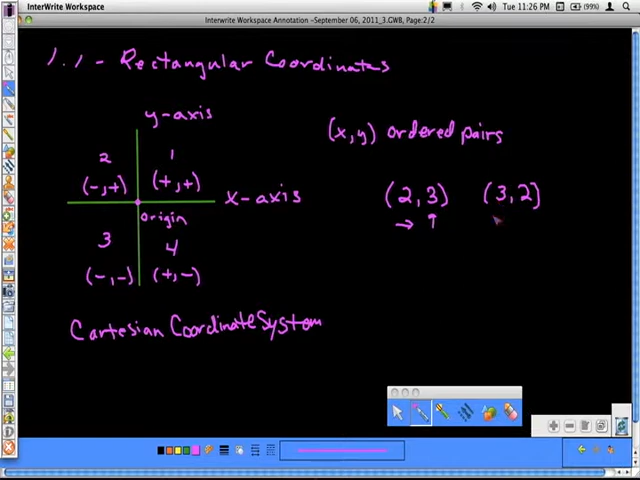 InterWrite Workspace
(99%)
Tue 11:26 PM
InterWrite Workspace Annotation -September 06, 2011_3.GWB, Page:2/2
1.1 - Rectangular Coordinates
y-axis
(x,y) ordered pairs
2
1
(-,+)
(+,+)
x-axis
(2,3)
(3,2)
origin
→
↑
3
4
(-,-)
(+,-)
Cartesian Coordinate System